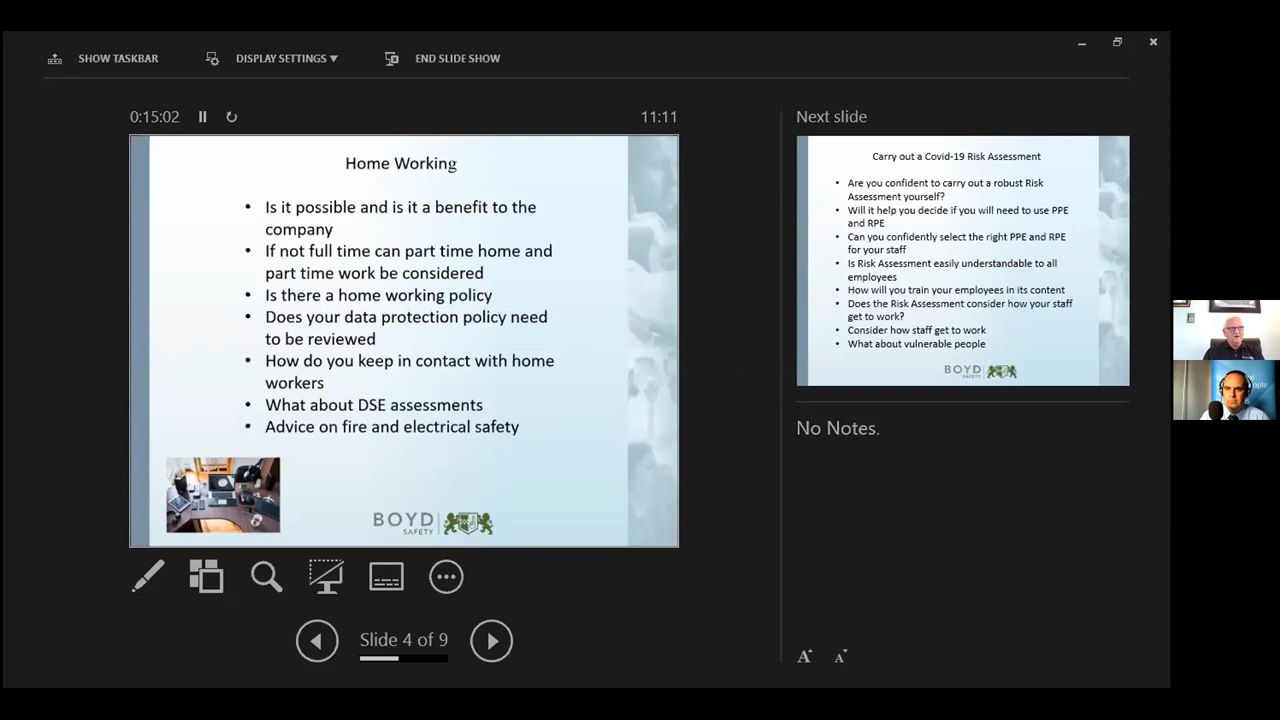 SHOW TASKBAR
DISPLAY SETTINGS ▼
END SLIDE SHOW
0:15:02
11:11
Home Working
• Is it possible and is it a benefit to the
company
• If not full time can part time home and
part time work be considered
• Is there a home working policy
• Does your data protection policy need
to be reviewed
• How do you keep in contact with home
workers
• What about DSE assessments
• Advice on fire and electrical safety
BOYD
SAFETY
Slide 4 of 9
Next slide
Carry out a Covid-19 Risk Assessment
• Are you confident to carry out a robust Risk
Assessment yourself?
• Will it help you decide if you will need to use PPE
and RPE
• Can you confidently select the right PPE and RPE
for your staff
• Is Risk Assessment easily understandable to all
employees
• How will you train your employees in its content
• Does the Risk Assessment consider how your staff
get to work?
• Consider how staff get to work
• What about vulnerable people
BOYD
SAFETY
No Notes.
A A